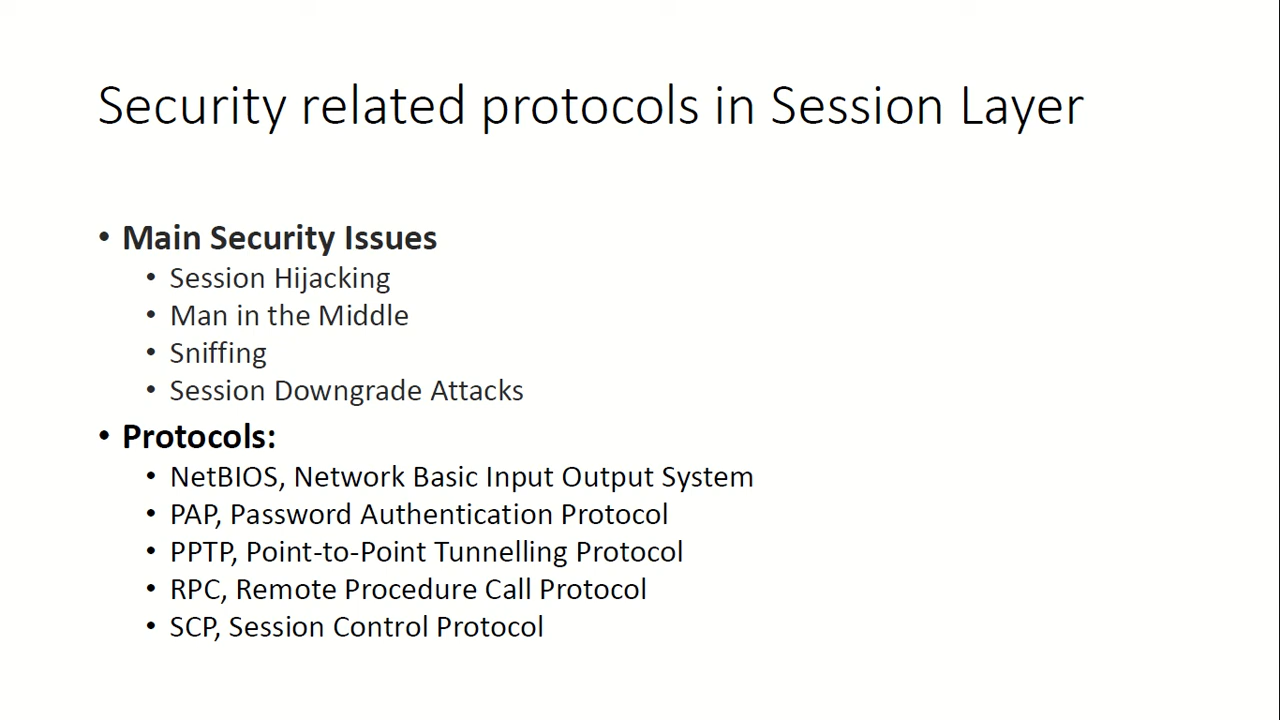 Security related protocols in Session Layer
• Main Security Issues
• Session Hijacking
• Man in the Middle
• Sniffing
• Session Downgrade Attacks
• Protocols:
• NetBIOS, Network Basic Input Output System
• PAP, Password Authentication Protocol
• PPTP, Point-to-Point Tunnelling Protocol
• RPC, Remote Procedure Call Protocol
• SCP, Session Control Protocol